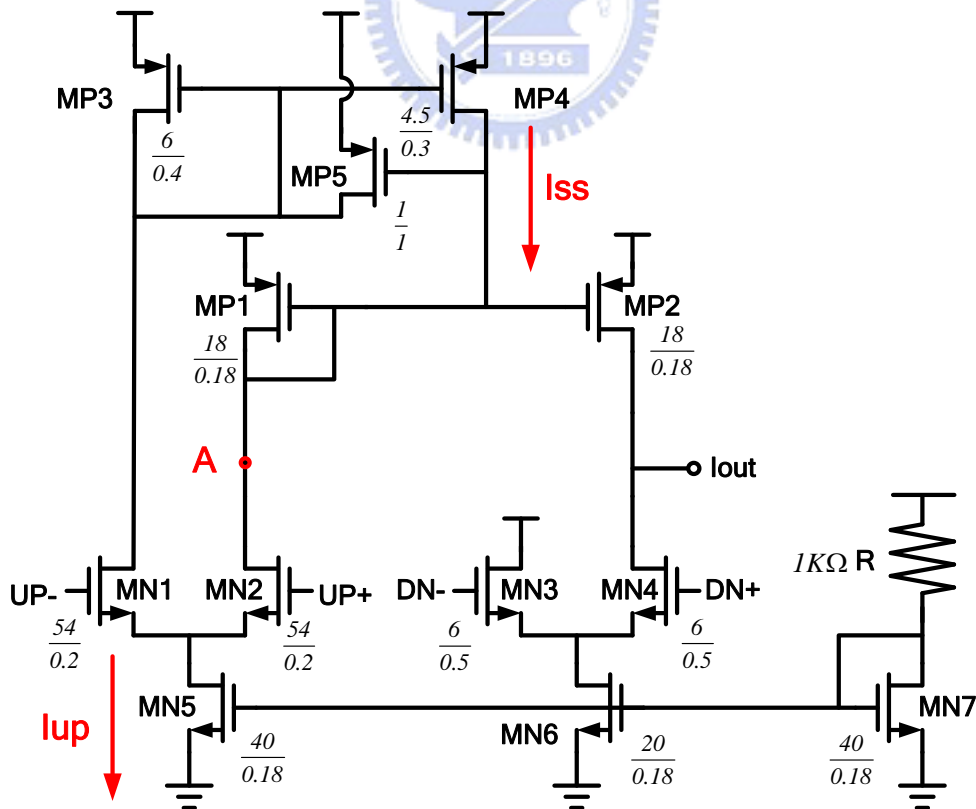 1896
MP3
6
0.4
4.5
0.3
MP4
MP5
1
1
Iss
MP1
18
0.18
MP2
18
0.18
A
Iout
1KΩ R
UP-
MN1
MN2
UP+
DN-
MN3
MN4
DN+
54
0.2
54
0.2
6
0.5
6
0.5
Iup
MN5
40
0.18
MN6
20
0.18
40
0.18
MN7